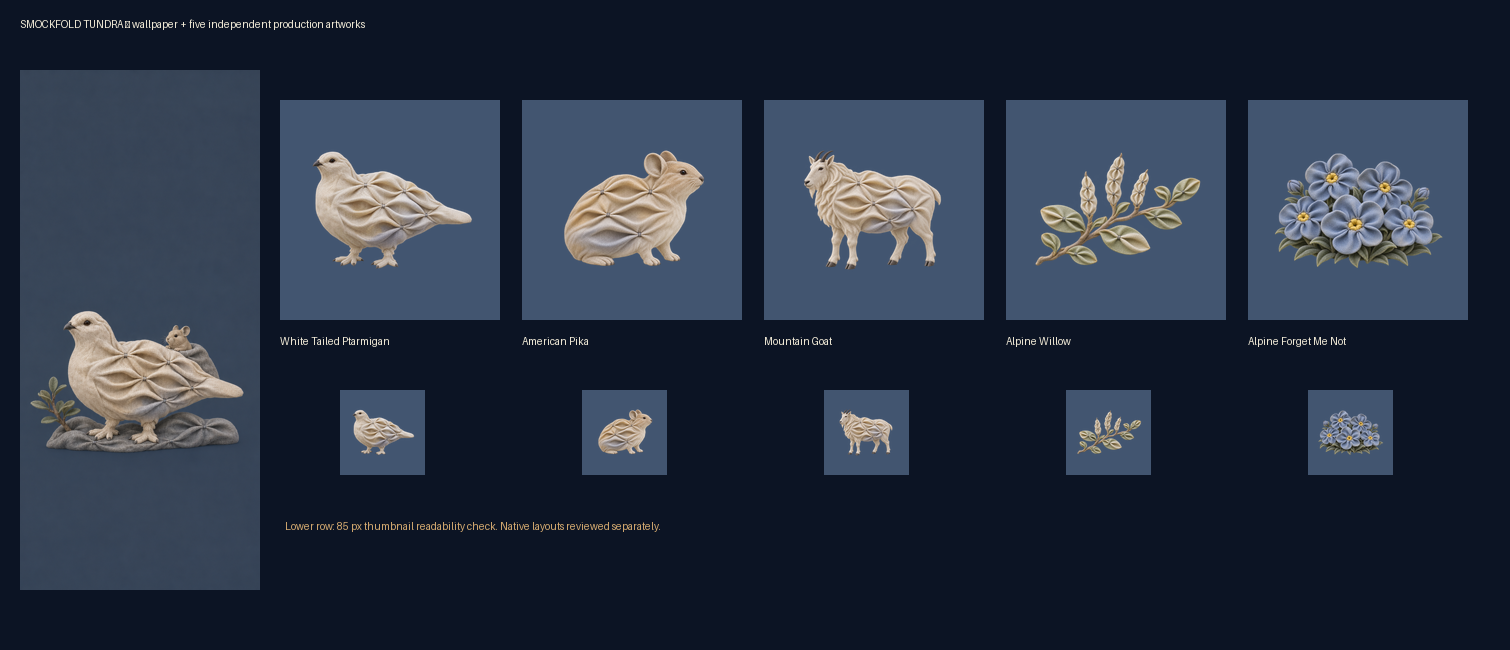 SMOCKFOLD TUNDRA▯wallpaper + five independent production artworks
White Tailed Ptarmigan
American Pika
Mountain Goat
Alpine Willow
Alpine Forget Me Not
Lower row: 85 px thumbnail readability check. Native layouts reviewed separately.